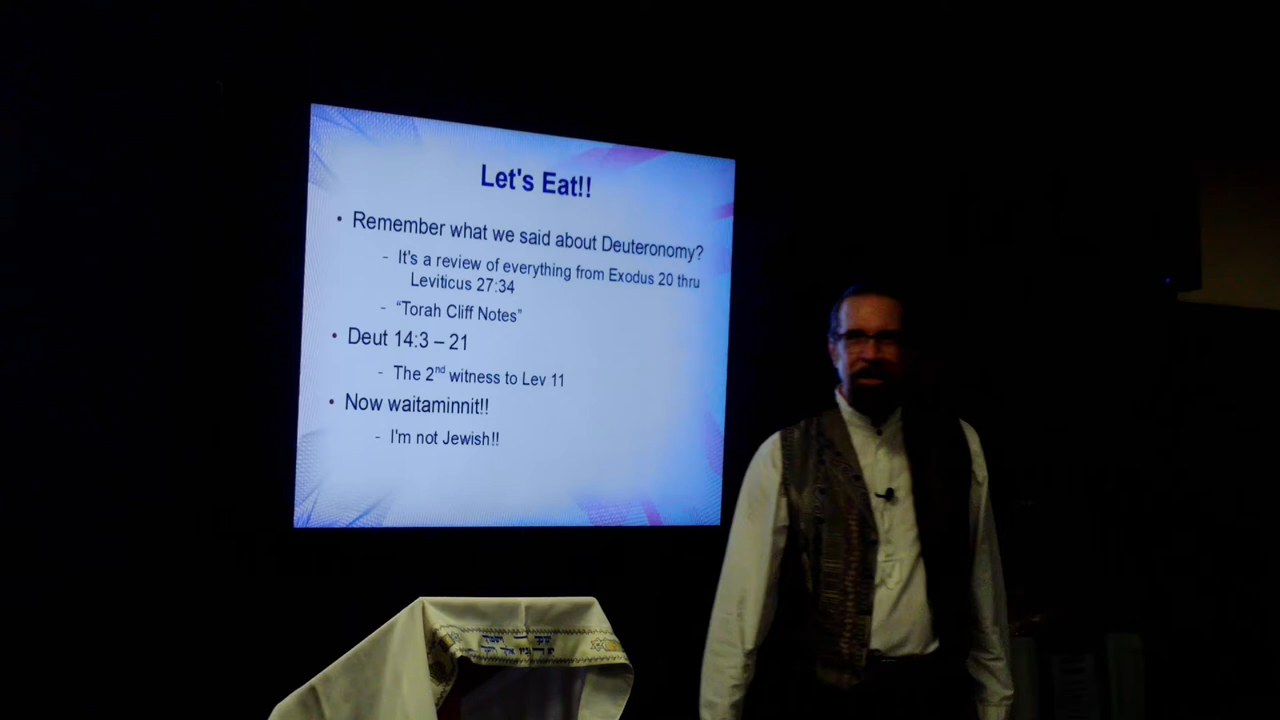 Let's Eat!!
• Remember what we said about Deuteronomy?
- It's a review of everything from Exodus 20 thru
Leviticus 27:34
- “Torah Cliff Notes”
• Deut 14:3 – 21
- The 2nd witness to Lev 11
• Now waitaminnit!!
- I'm not Jewish!!